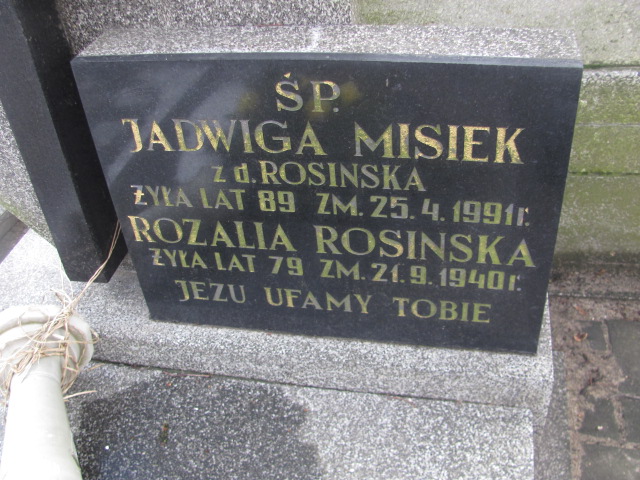 ŚP.
JADWIGA MISIEK
z d. ROSINSKA
ŻYŁA LAT 89 ZM. 25.4.1991r.
ROZALIA ROSINSKA
ŻYŁA LAT 79 ZM. 21.9.1940r.
JEZU UFAMY TOBIE